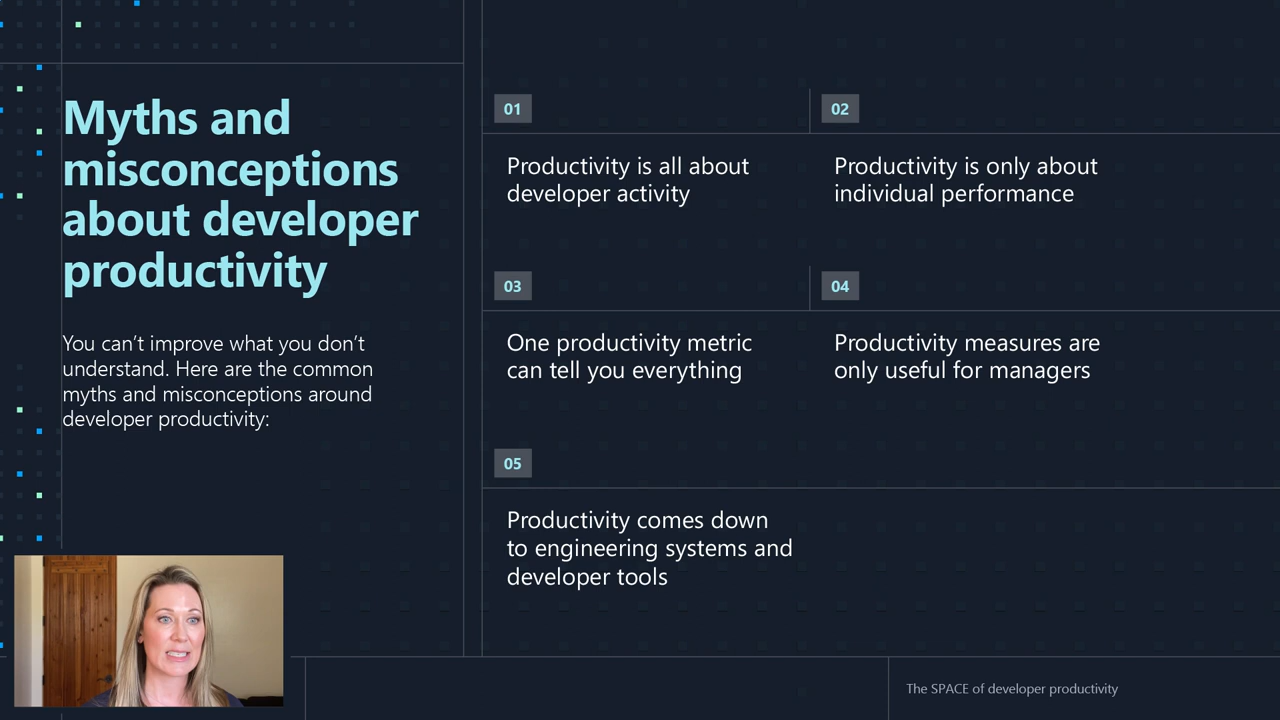 Myths and
misconceptions
about developer
productivity
You can’t improve what you don’t
understand. Here are the common
myths and misconceptions around
developer productivity:
01
Productivity is all about
developer activity
02
Productivity is only about
individual performance
03
One productivity metric
can tell you everything
04
Productivity measures are
only useful for managers
05
Productivity comes down
to engineering systems and
developer tools
The SPACE of developer productivity